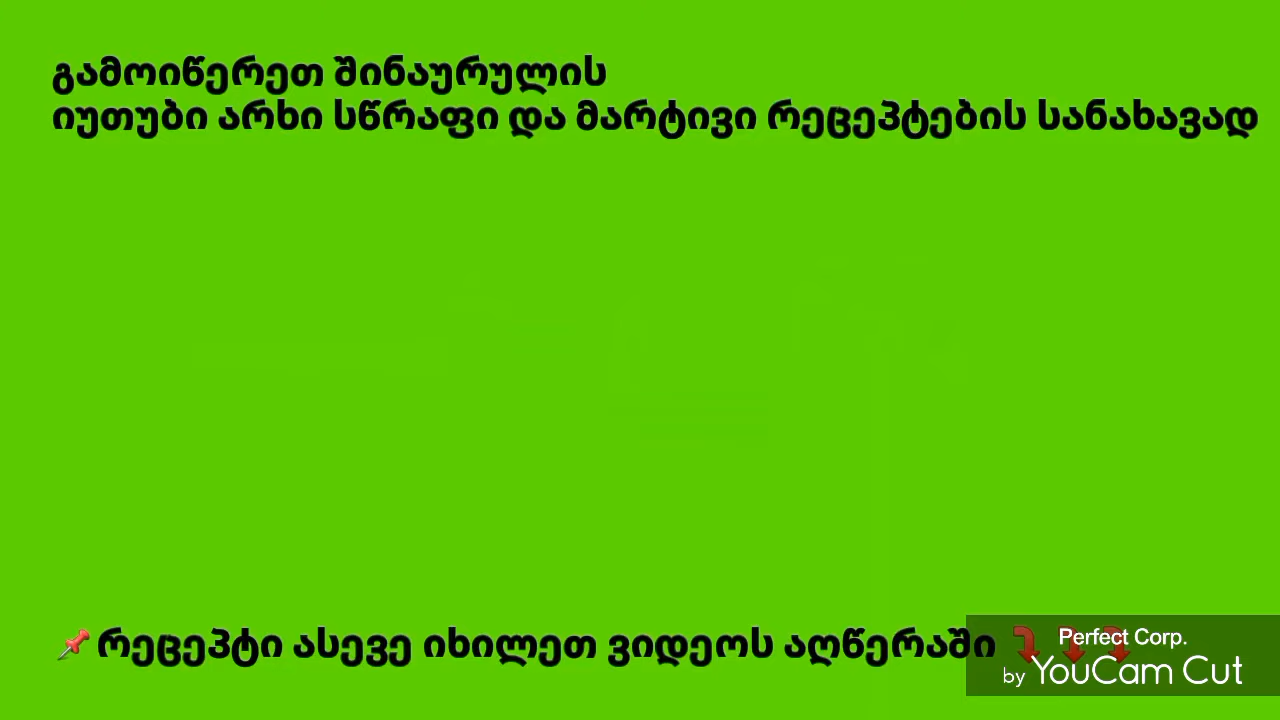 გამოიწერეთ შინაურულის
იუთუბი არხი სწრაფი და მარტივი რეცეპტების სანახავად
📌რეცეპტი ასევე იხილეთ ვიდეოს აღწერაში
Perfect Corp.
by YouCam Cut